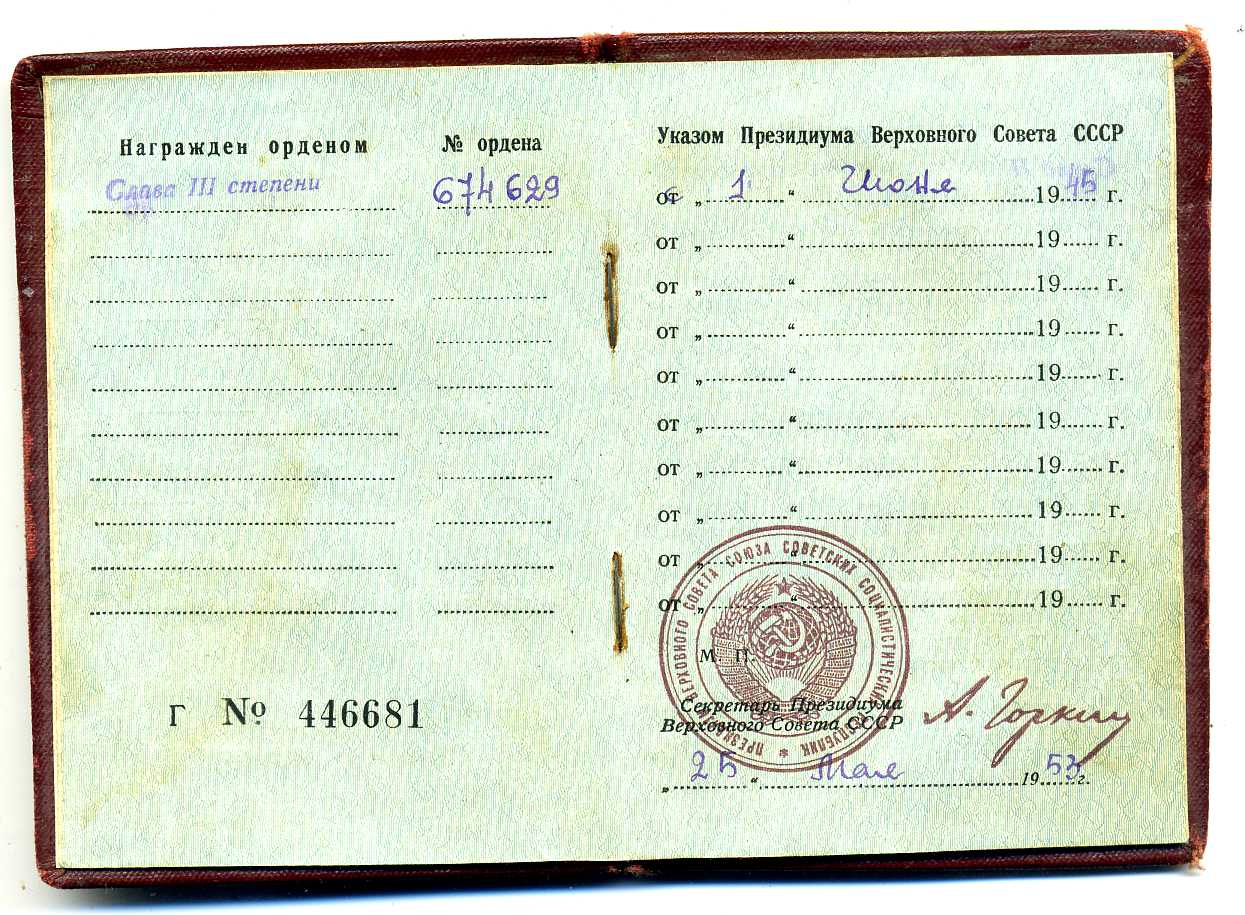 Награжден орденом № ордена
Слава III степени 674629
Г № 446681
Указом Президиума Верховного Совета СССР
от „ 1 “ Июня 1945 г.
от „ “ 19 г.
от „ “ 19 г.
от „ “ 19 г.
от „ “ 19 г.
от „ “ 19 г.
от „ “ 19 г.
от „ “ 19 г.
от „ “ 19 г.
от „ “ 19 г.
ПРЕЗИДИУМ ВЕРХОВНОГО СОВЕТА СОЮЗА СОВЕТСКИХ СОЦИАЛИСТИЧЕСКИХ РЕСПУБЛИК
М. П.
Секретарь Президиума
Верховного Совета СССР А. Горкин
„ 25 “ Мая 1953 г.